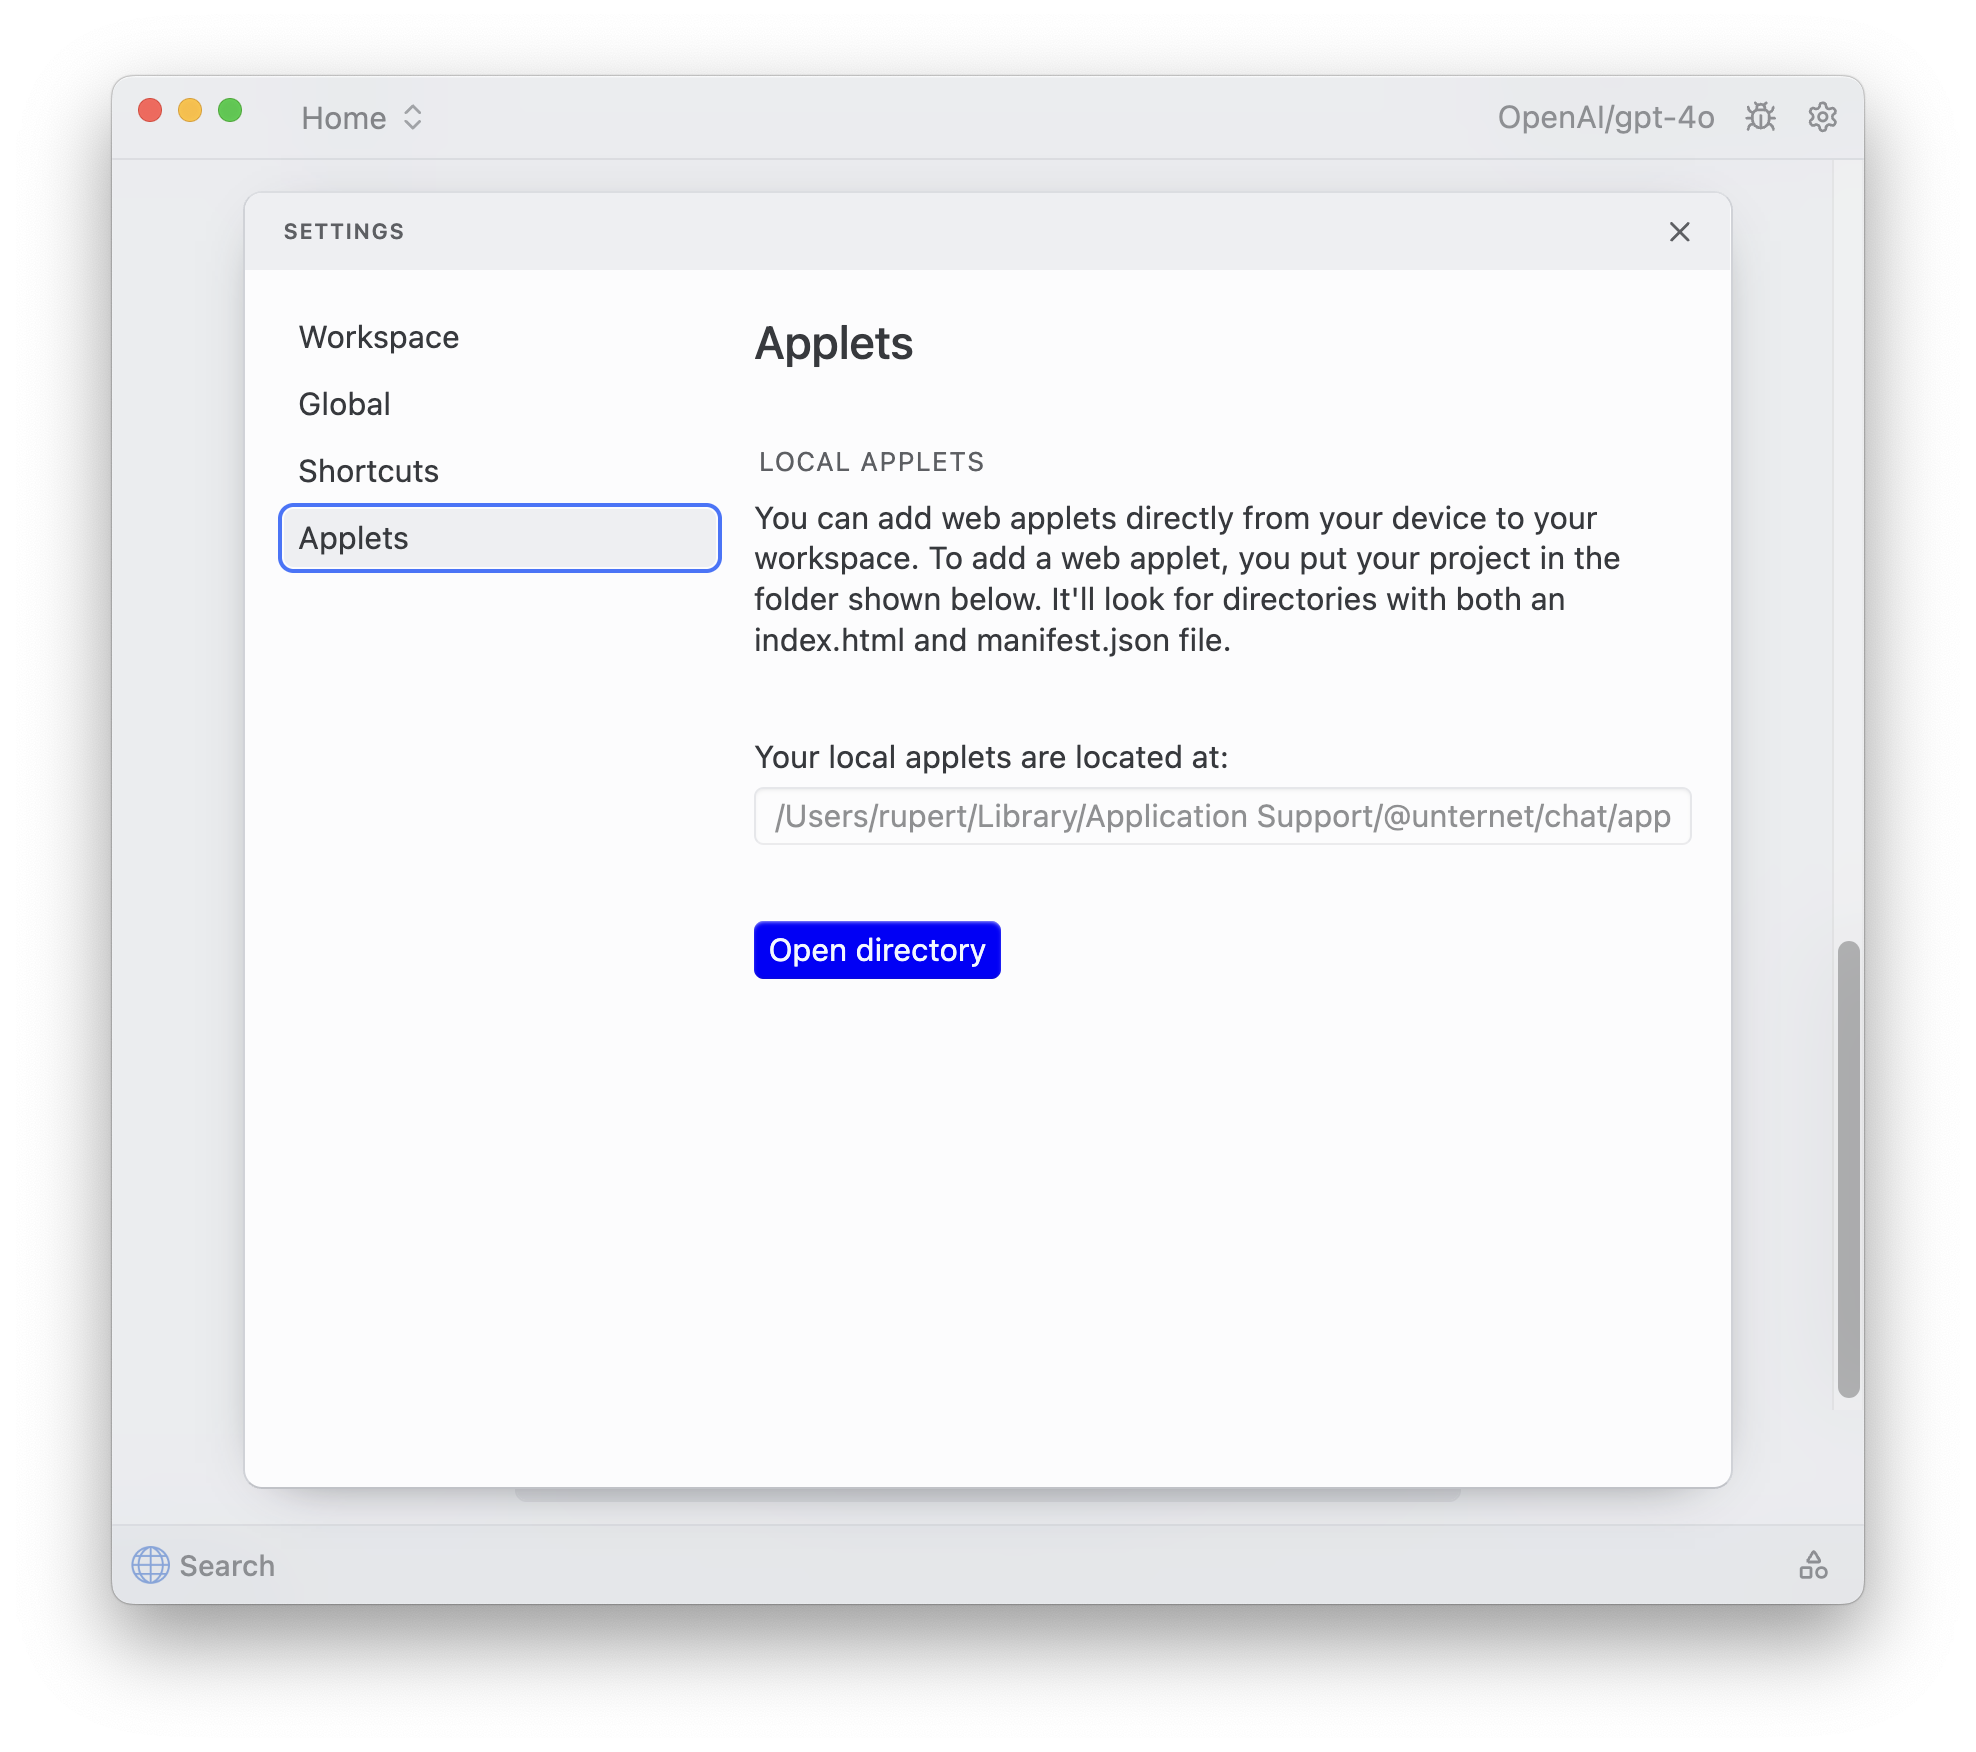 Home
OpenAI/gpt-4o
SETTINGS
Workspace
Global
Shortcuts
Applets
Applets
LOCAL APPLETS
You can add web applets directly from your device to your
workspace. To add a web applet, you put your project in the
folder shown below. It'll look for directories with both an
index.html and manifest.json file.
Your local applets are located at:
/Users/rupert/Library/Application Support/@unternet/chat/app
Open directory
Search